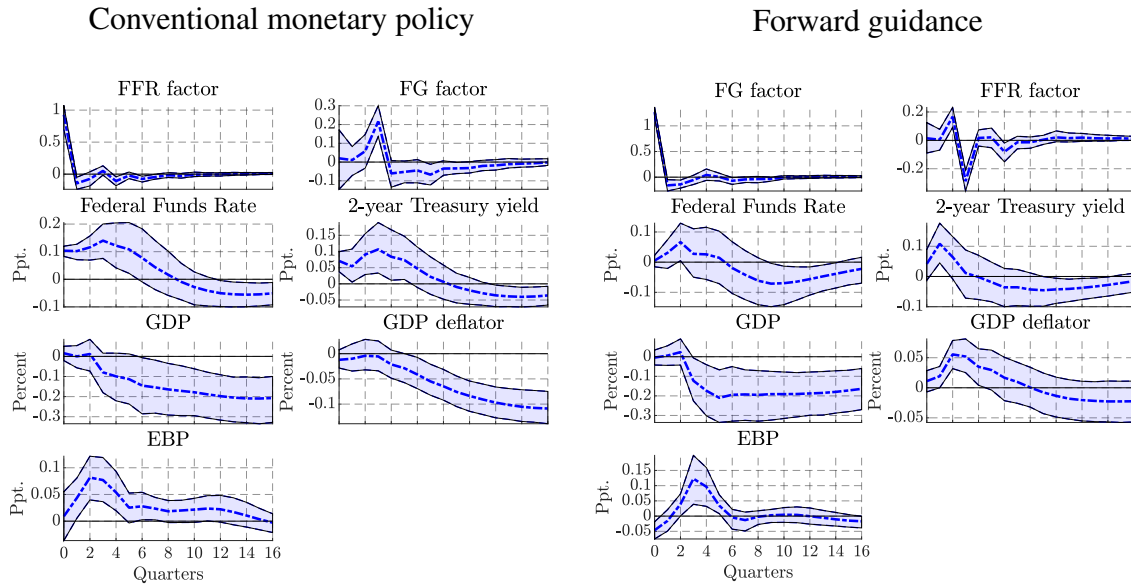 Conventional monetary policy
Forward guidance
FFR factor
1
0.5
0
FG factor
0.3
0.2
0.1
0
-0.1
Federal Funds Rate
Ppt.
0.2
0.1
0
-0.1
2-year Treasury yield
0.15
0.1
0.05
0
-0.05
GDP
Percent
0
-0.1
-0.2
-0.3
GDP deflator
0
-0.05
-0.1
EBP
Ppt.
0.1
0.05
0
0 2 4 6 8 10 12 14 16
Quarters
FG factor
1
0.5
0
FFR factor
0.2
0
-0.2
Federal Funds Rate
Ppt.
0.1
0
-0.1
2-year Treasury yield
Ppt.
0.1
0
-0.1
GDP
Percent
0
-0.1
-0.2
-0.3
GDP deflator
Percent
0.05
0
-0.05
EBP
Ppt.
0.15
0.1
0.05
0
-0.05
0 2 4 6 8 10 12 14 16
Quarters